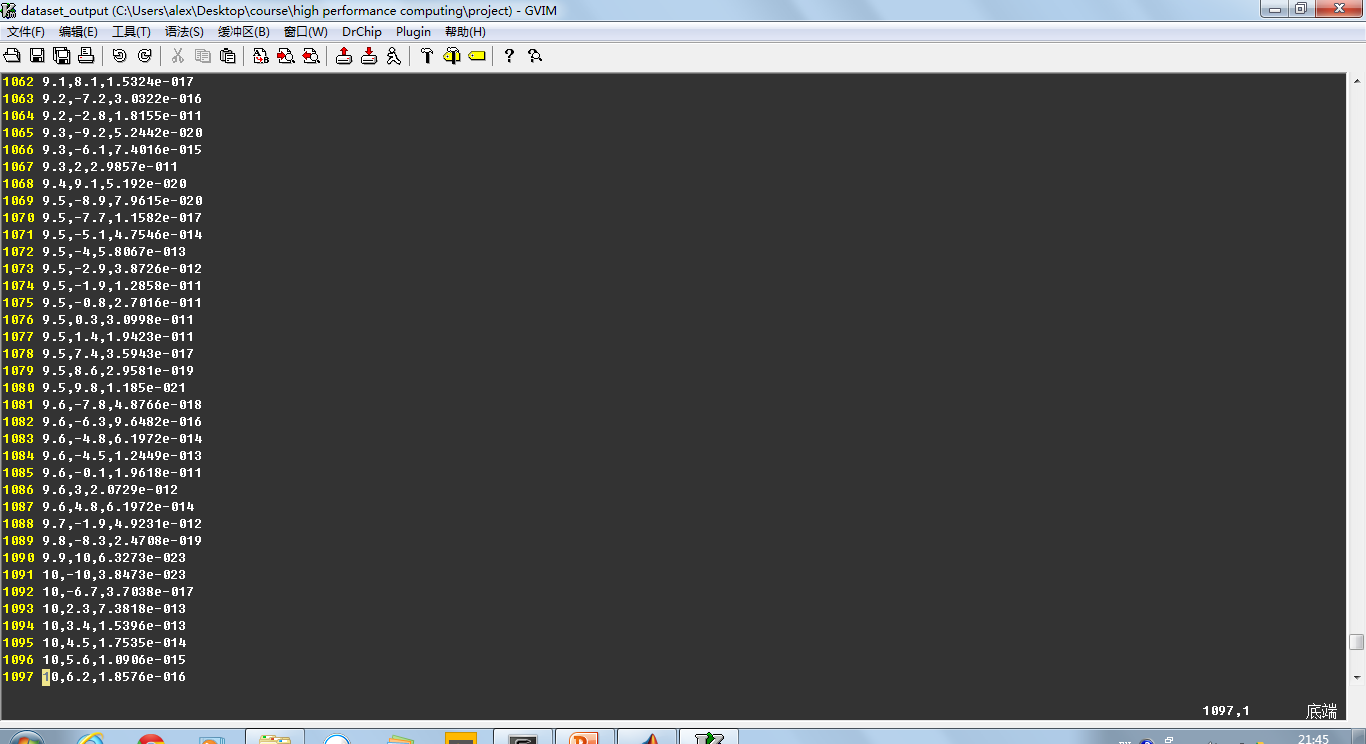 dataset_output (C:\Users\alex\Desktop\course\high performance computing\project) - GVIM
文件(F) 编辑(E) 工具(T) 语法(S) 缓冲区(B) 窗口(W) DrChip Plugin 帮助(H)
1062 9.1,8.1,1.5324e-017
1063 9.2,-7.2,3.0322e-016
1064 9.2,-2.8,1.8155e-011
1065 9.3,-9.2,5.2442e-020
1066 9.3,-6.1,7.4016e-015
1067 9.3,2,2.9857e-011
1068 9.4,9.1,5.192e-020
1069 9.5,-8.9,7.9615e-020
1070 9.5,-7.7,1.1582e-017
1071 9.5,-5.1,4.7546e-014
1072 9.5,-4,5.8067e-013
1073 9.5,-2.9,3.8726e-012
1074 9.5,-1.9,1.2858e-011
1075 9.5,-0.8,2.7016e-011
1076 9.5,0.3,3.0998e-011
1077 9.5,1.4,1.9423e-011
1078 9.5,7.4,3.5943e-017
1079 9.5,8.6,2.9581e-019
1080 9.5,9.8,1.185e-021
1081 9.6,-7.8,4.8766e-018
1082 9.6,-6.3,9.6482e-016
1083 9.6,-4.8,6.1972e-014
1084 9.6,-4.5,1.2449e-013
1085 9.6,-0.1,1.9618e-011
1086 9.6,3,2.0729e-012
1087 9.6,4.8,6.1972e-014
1088 9.7,-1.9,4.9231e-012
1089 9.8,-8.3,2.4708e-019
1090 9.9,10,6.3273e-023
1091 10,-10,3.8473e-023
1092 10,-6.7,3.7038e-017
1093 10,2.3,7.3818e-013
1094 10,3.4,1.5396e-013
1095 10,4.5,1.7535e-014
1096 10,5.6,1.0906e-015
1097 10,6.2,1.8576e-016
1097,1 底端
21:45